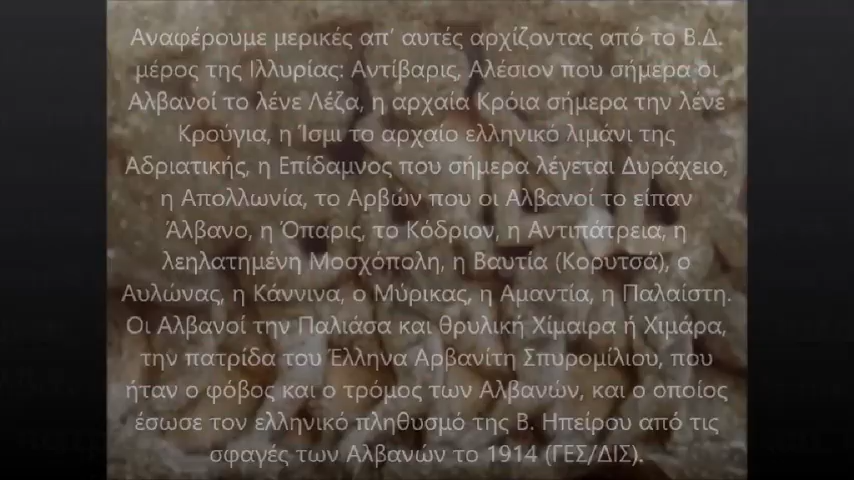 Αναφέρουμε μερικές απ' αυτές αρχίζοντας από το Β.Δ.
μέρος της Ιλλυρίας: Αντίβαρις, Αλέσιον που σήμερα οι
Αλβανοί το λένε Λέζα, η αρχαία Κρόια σήμερα την λένε
Κρούγια, η Ίσμι το αρχαίο ελληνικό λιμάνι της
Αδριατικής, η Επίδαμνος που σήμερα λέγεται Δυράχειο,
η Απολλωνία, το Αρβών που οι Αλβανοί το είπαν
Άλβανο, η Όπαρις, το Κόδριον, η Αντιπάτρεια, η
λεηλατημένη Μοσχόπολη, η Βαυτία (Κορυτσά), ο
Αυλώνας, η Κάννινα, ο Μύρικας, η Αμαντία, η Παλαίστη.
Οι Αλβανοί την Παλιάσα και θρυλική Χίμαιρα ή Χιμάρα,
την πατρίδα του Έλληνα Αρβανίτη Σπυρομίλιου, που
ήταν ο φόβος και ο τρόμος των Αλβανών, και ο οποίος
έσωσε τον ελληνικό πληθυσμό της Β. Ηπείρου από τις
σφαγές των Αλβανών το 1914 (ΓΕΣ/ΔΙΣ).